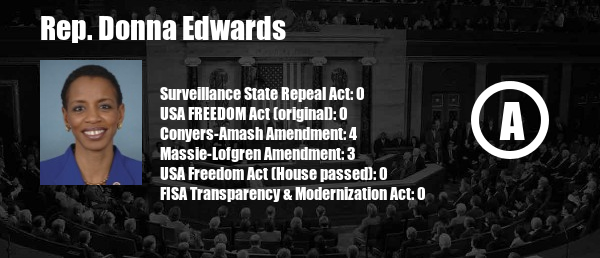 Rep. Donna Edwards
Surveillance State Repeal Act: 0
USA FREEDOM Act (original): 0
Conyers-Amash Amendment: 4
Massie-Lofgren Amendment: 3
USA Freedom Act (House passed): 0
FISA Transparency & Modernization Act: 0
A